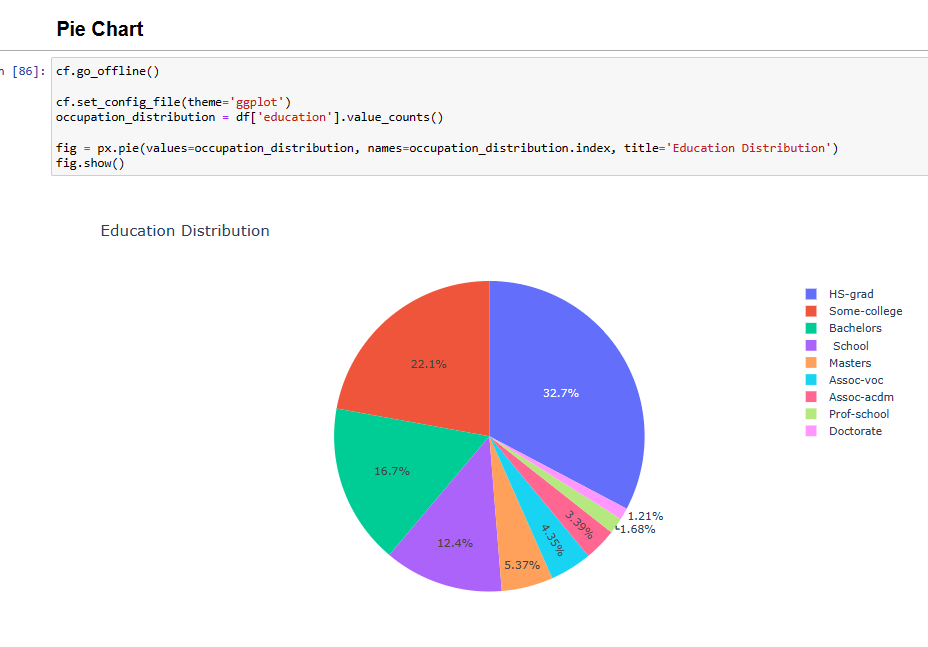 Pie Chart
n [86]:
cf.go_offline()
cf.set_config_file(theme='ggplot')
occupation_distribution = df['education'].value_counts()
fig = px.pie(values=occupation_distribution, names=occupation_distribution.index, title='Education Distribution')
fig.show()
Education Distribution
32.7%
22.1%
16.7%
12.4%
5.37%
4.35%
3.39%
1.68%
1.21%
HS-grad
Some-college
Bachelors
School
Masters
Assoc-voc
Assoc-acdm
Prof-school
Doctorate